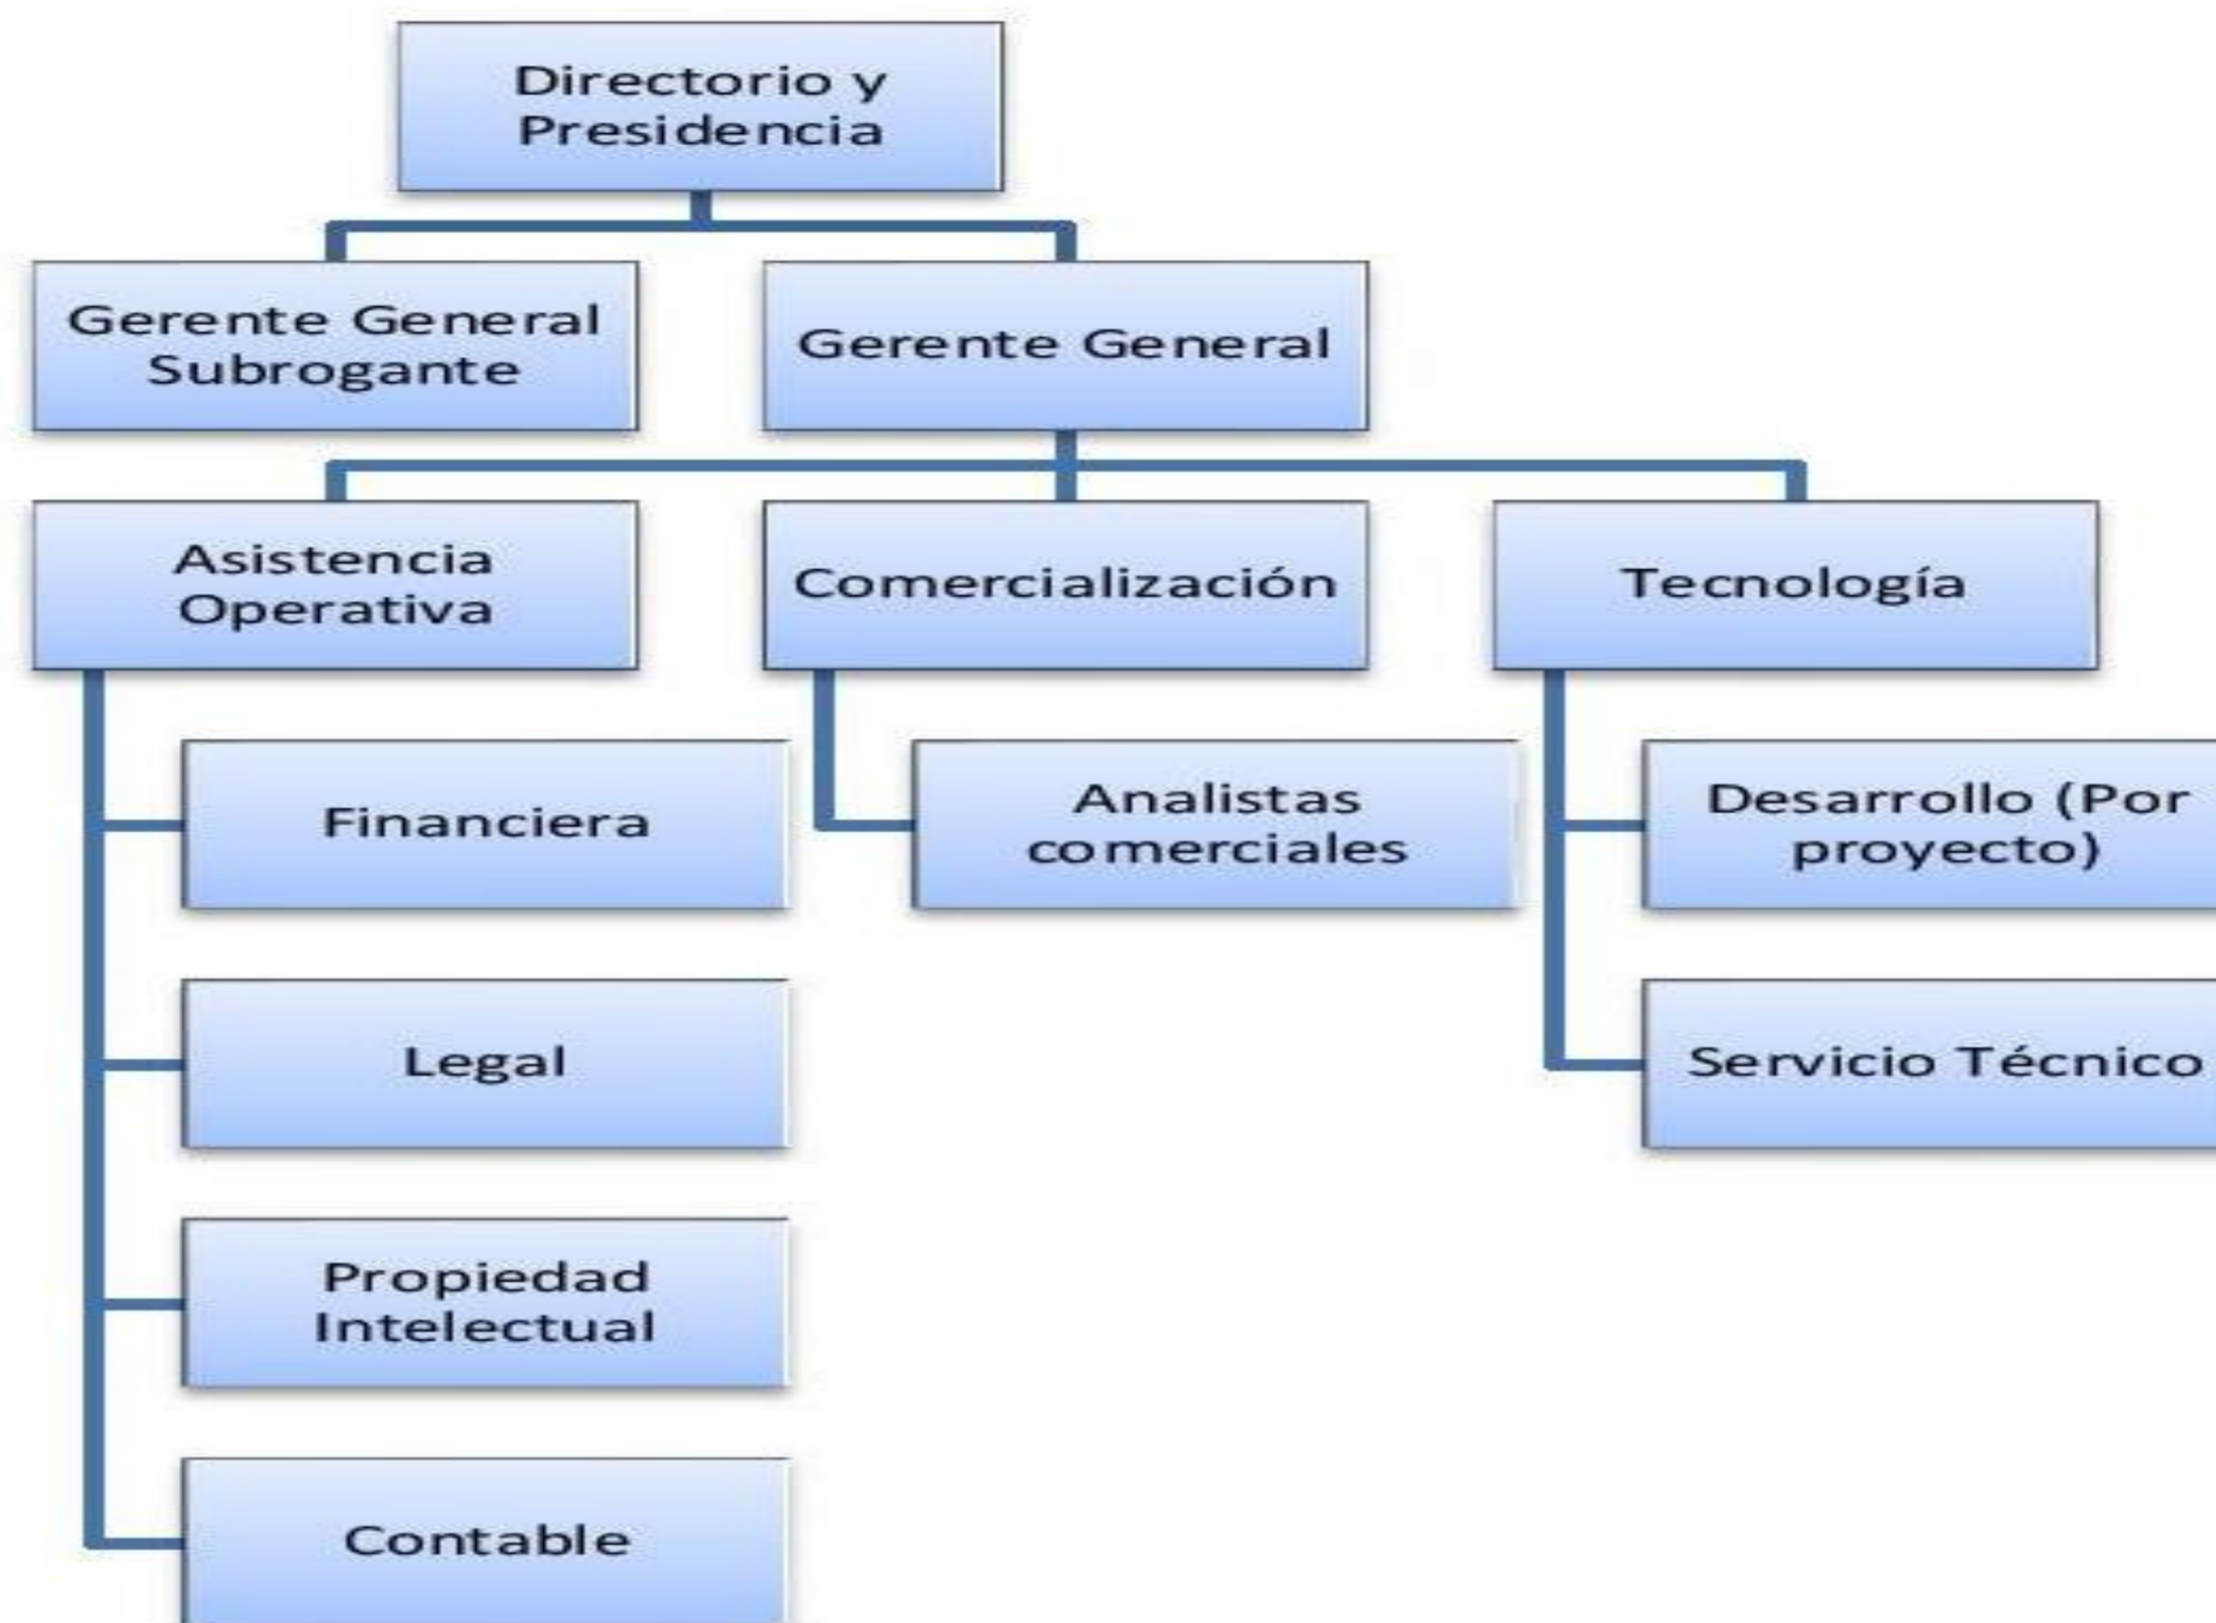 Directorio y
Presidencia
Gerente General
Subrogante
Gerente General
Asistencia
Operativa
Comercialización
Tecnología
Financiera
Analistas
comerciales
Desarrollo (Por
proyecto)
Legal
Servicio Técnico
Propiedad
Intelectual
Contable